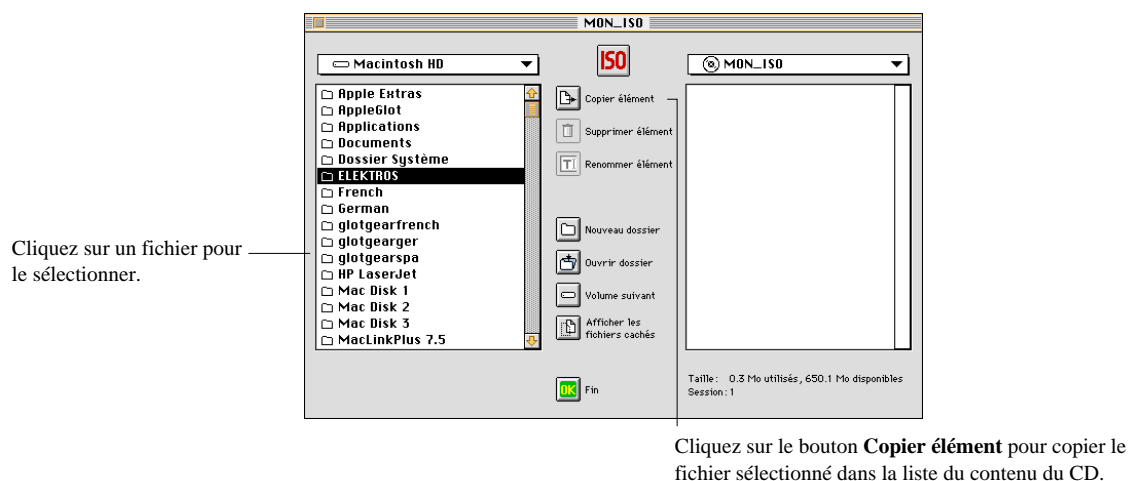 MON_ISO
Macintosh HD
ISO
MON_ISO
Apple Extras
AppleGlot
Applications
Documents
Dossier Système
ELEKTROS
French
German
glotgearfrench
glotgearger
glotgearspa
HP LaserJet
Mac Disk 1
Mac Disk 2
Mac Disk 3
MacLinkPlus 7.5
Copier élément
Supprimer élément
Renommer élément
Nouveau dossier
Ouvrir dossier
Volume suivant
Afficher les
fichiers cachés
OK Fin
Taille: 0.3 Mo utilisés, 650.1 Mo disponibles
Session: 1
Cliquez sur un fichier pour
le sélectionner.
Cliquez sur le bouton Copier élément pour copier le
fichier sélectionné dans la liste du contenu du CD.